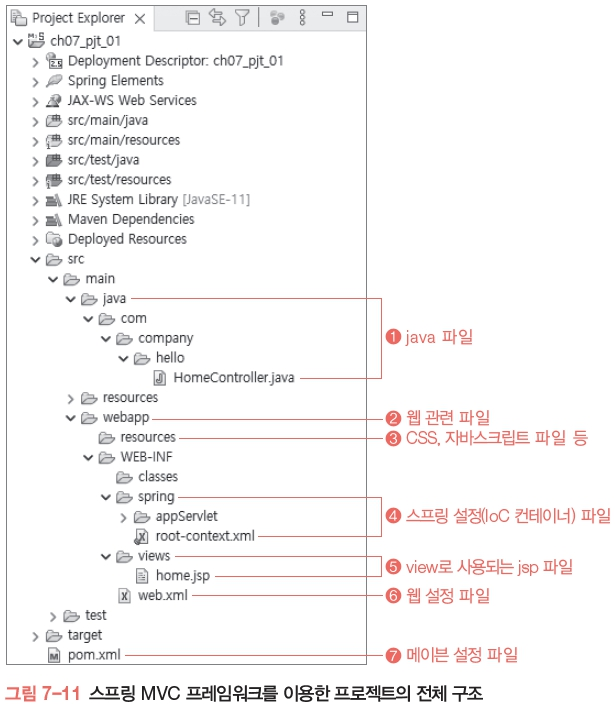 Project Explorer
ch07_pjt_01
Deployment Descriptor: ch07_pjt_01
Spring Elements
JAX-WS Web Services
src/main/java
src/main/resources
src/test/java
src/test/resources
JRE System Library [JavaSE-11]
Maven Dependencies
Deployed Resources
src
main
java
com
company
❶ java 파일
hello
HomeController.java
resources
webapp
❷ 웹 관련 파일
resources
❸ CSS, 자바스크립트 파일 등
WEB-INF
classes
spring
appServlet
❹ 스프링 설정(IoC 컨테이너) 파일
root-context.xml
views
❺ view로 사용되는 jsp 파일
home.jsp
web.xml
❻ 웹 설정 파일
test
target
pom.xml
❼ 메이븐 설정 파일
그림 7-11 스프링 MVC 프레임워크를 이용한 프로젝트의 전체 구조